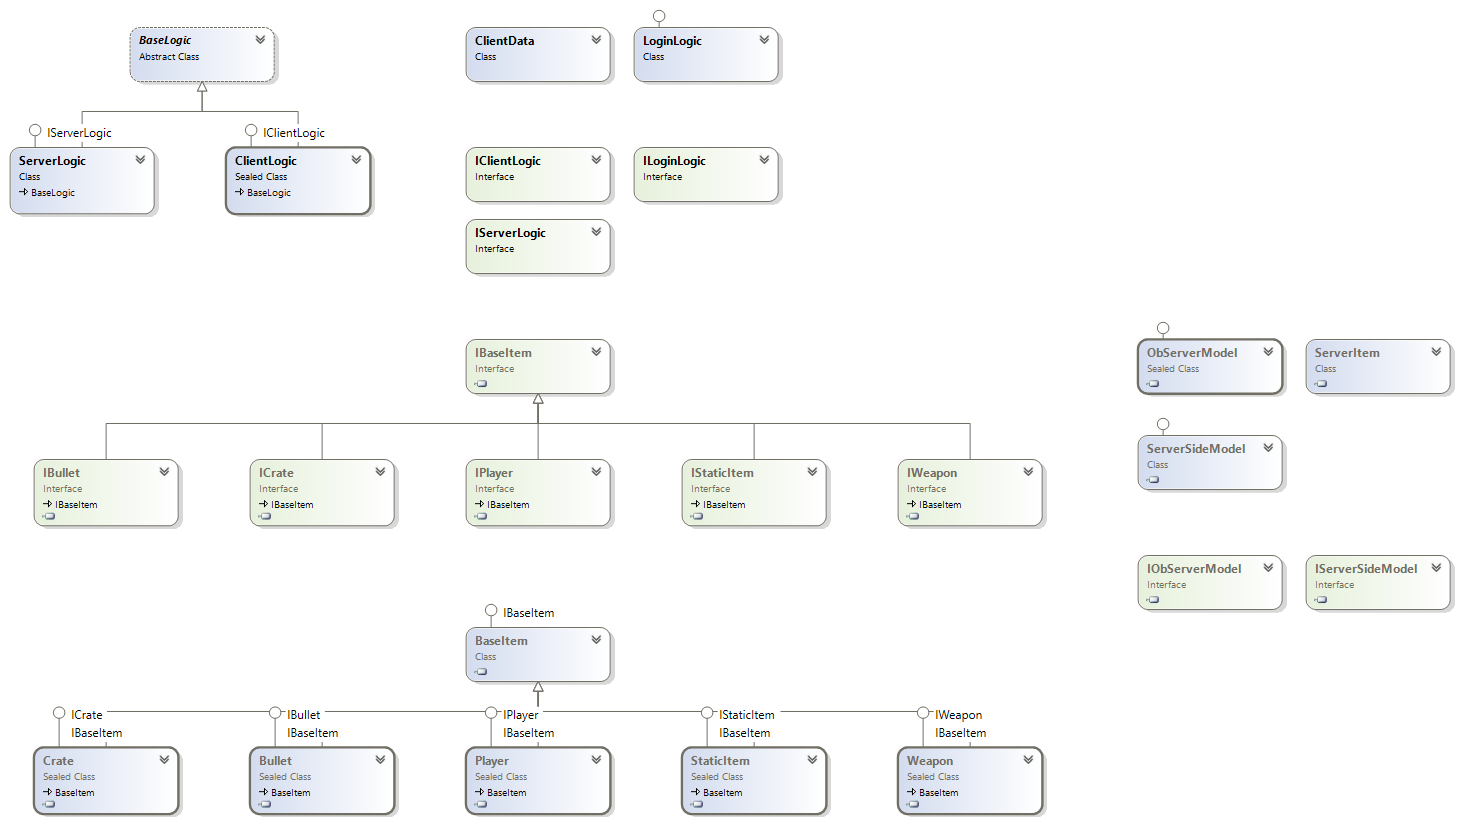 BaseLogic
Abstract Class
ClientData
Class
LoginLogic
Class
IServerLogic
IClientLogic
ServerLogic
Class
BaseLogic
ClientLogic
Sealed Class
BaseLogic
IClientLogic
Interface
ILoginLogic
Interface
IServerLogic
Interface
IBaseItem
Interface
ObServerModel
Sealed Class
ServerItem
Class
ServerSideModel
Class
IBullet
Interface
IBaseItem
ICrate
Interface
IBaseItem
IPlayer
Interface
IBaseItem
IStaticItem
Interface
IBaseItem
IWeapon
Interface
IBaseItem
IObServerModel
Interface
IServerSideModel
Interface
IBaseItem
BaseItem
Class
ICrate
IBaseItem
IBullet
IBaseItem
IPlayer
IBaseItem
IStaticItem
IBaseItem
IWeapon
IBaseItem
Crate
Sealed Class
BaseItem
Bullet
Sealed Class
BaseItem
Player
Sealed Class
BaseItem
StaticItem
Sealed Class
BaseItem
Weapon
Sealed Class
BaseItem